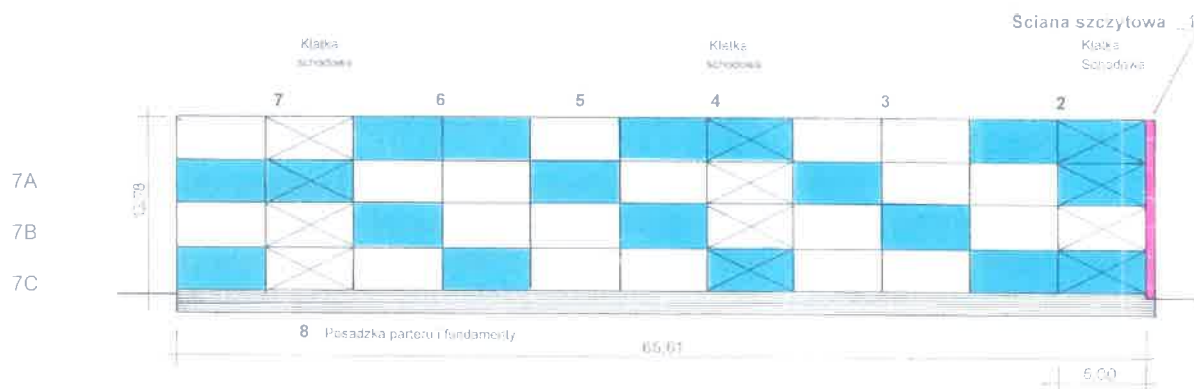 Ściana szczytowa
Klatka
schodowa
Klatka
schodowa
Klatka
Schodowa
7
6
5
4
3
2
7A
7B
7C
8 Posadzka parteru i fundamenty
65,61
5,00